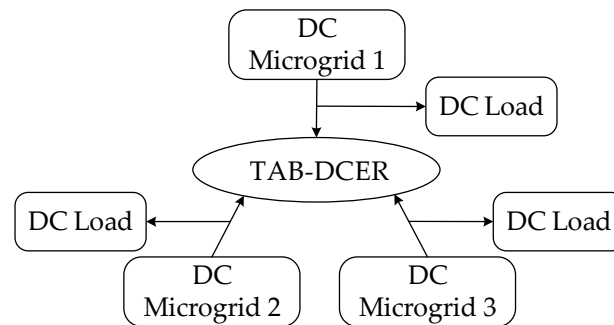 DC
Microgrid 1
DC Load
TAB-DCER
DC Load
DC Load
DC
Microgrid 2
DC
Microgrid 3